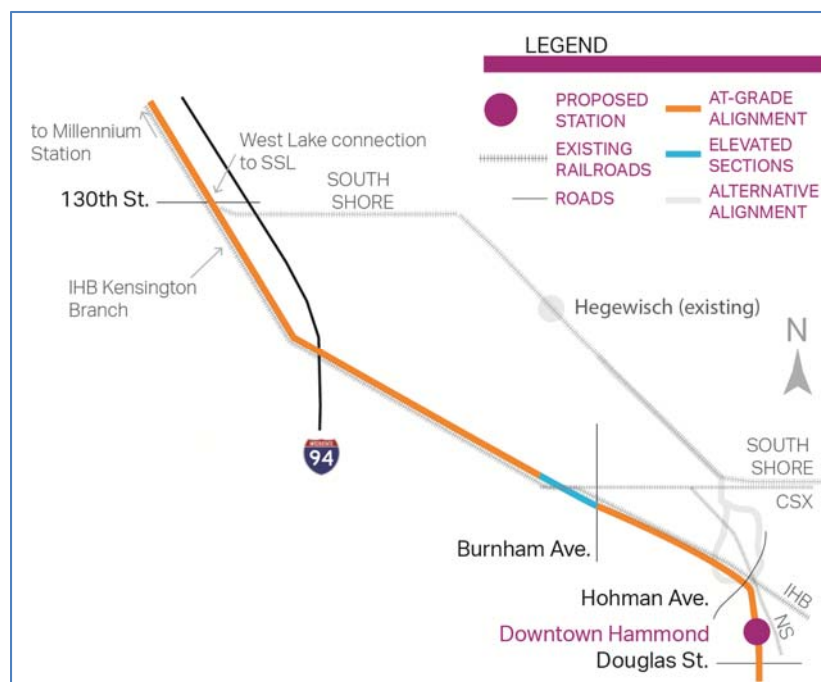 LEGEND
PROPOSED
STATION
AT-GRADE
ALIGNMENT
EXISTING
RAILROADS
ELEVATED
SECTIONS
ROADS
ALTERNATIVE
ALIGNMENT
to Millennium
Station
West Lake connection
to SSL
130th St.
SOUTH
SHORE
IHB Kensington
Branch
Hegewisch (existing)
N
94
SOUTH
SHORE
CSX
Burnham Ave.
Hohman Ave.
IHB
NS
Downtown Hammond
Douglas St.